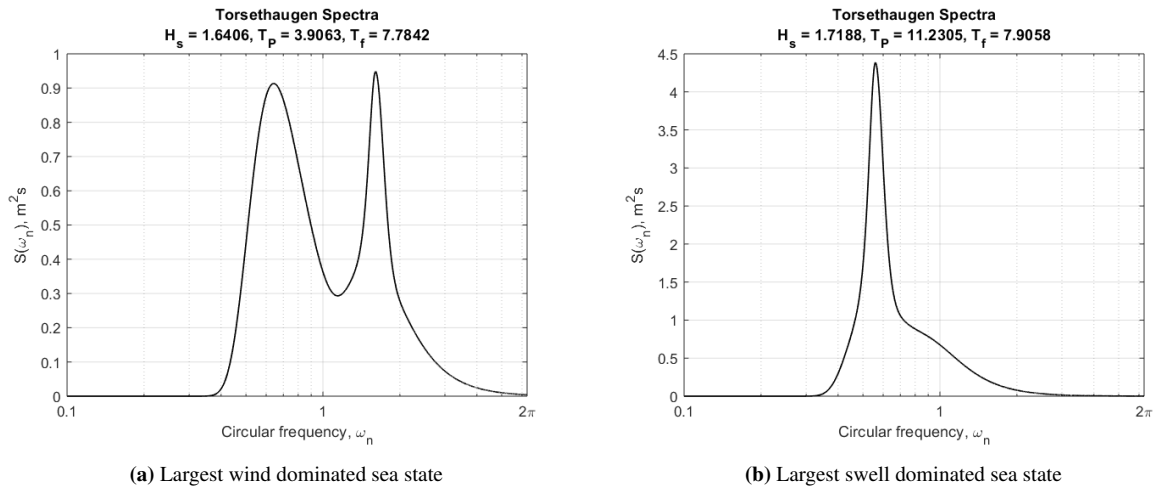 Torsethaugen Spectra
H_s = 1.6406, T_P = 3.9063, T_f = 7.7842
1
0.9
0.8
0.7
0.6
0.5
0.4
0.3
0.2
0.1
0
S(ω_n), m²s
0.1
1
2π
Circular frequency, ω_n
(a) Largest wind dominated sea state
Torsethaugen Spectra
H_s = 1.7188, T_P = 11.2305, T_f = 7.9058
4.5
4
3.5
3
2.5
2
1.5
1
0.5
0
S(ω_n), m²s
0.1
1
2π
Circular frequency, ω_n
(b) Largest swell dominated sea state